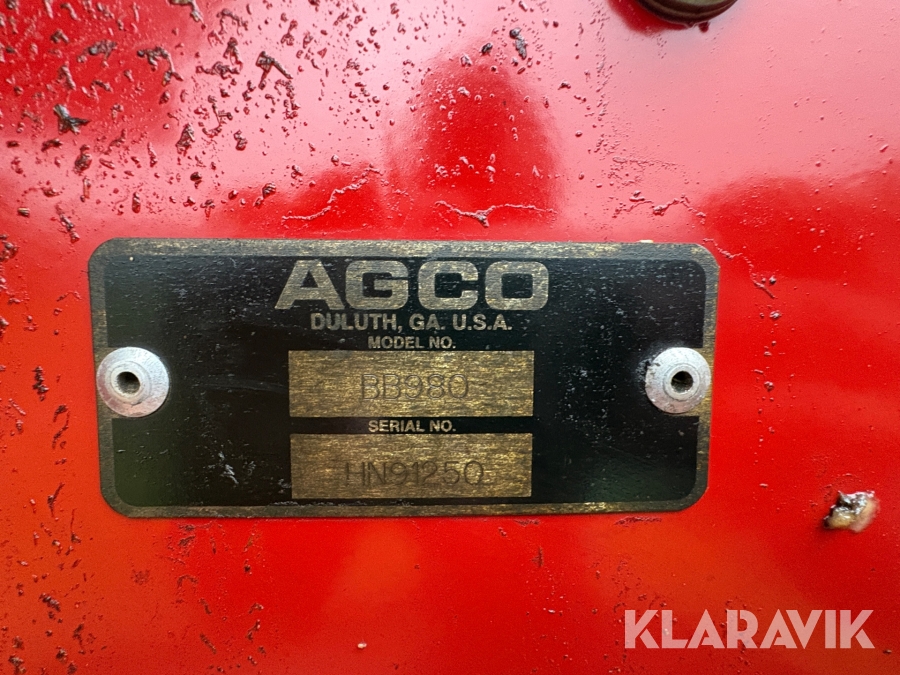 AGCO
DULUTH, GA. U.S.A.
MODEL NO.
BB980
SERIAL NO.
HN91250
KLARAVIK